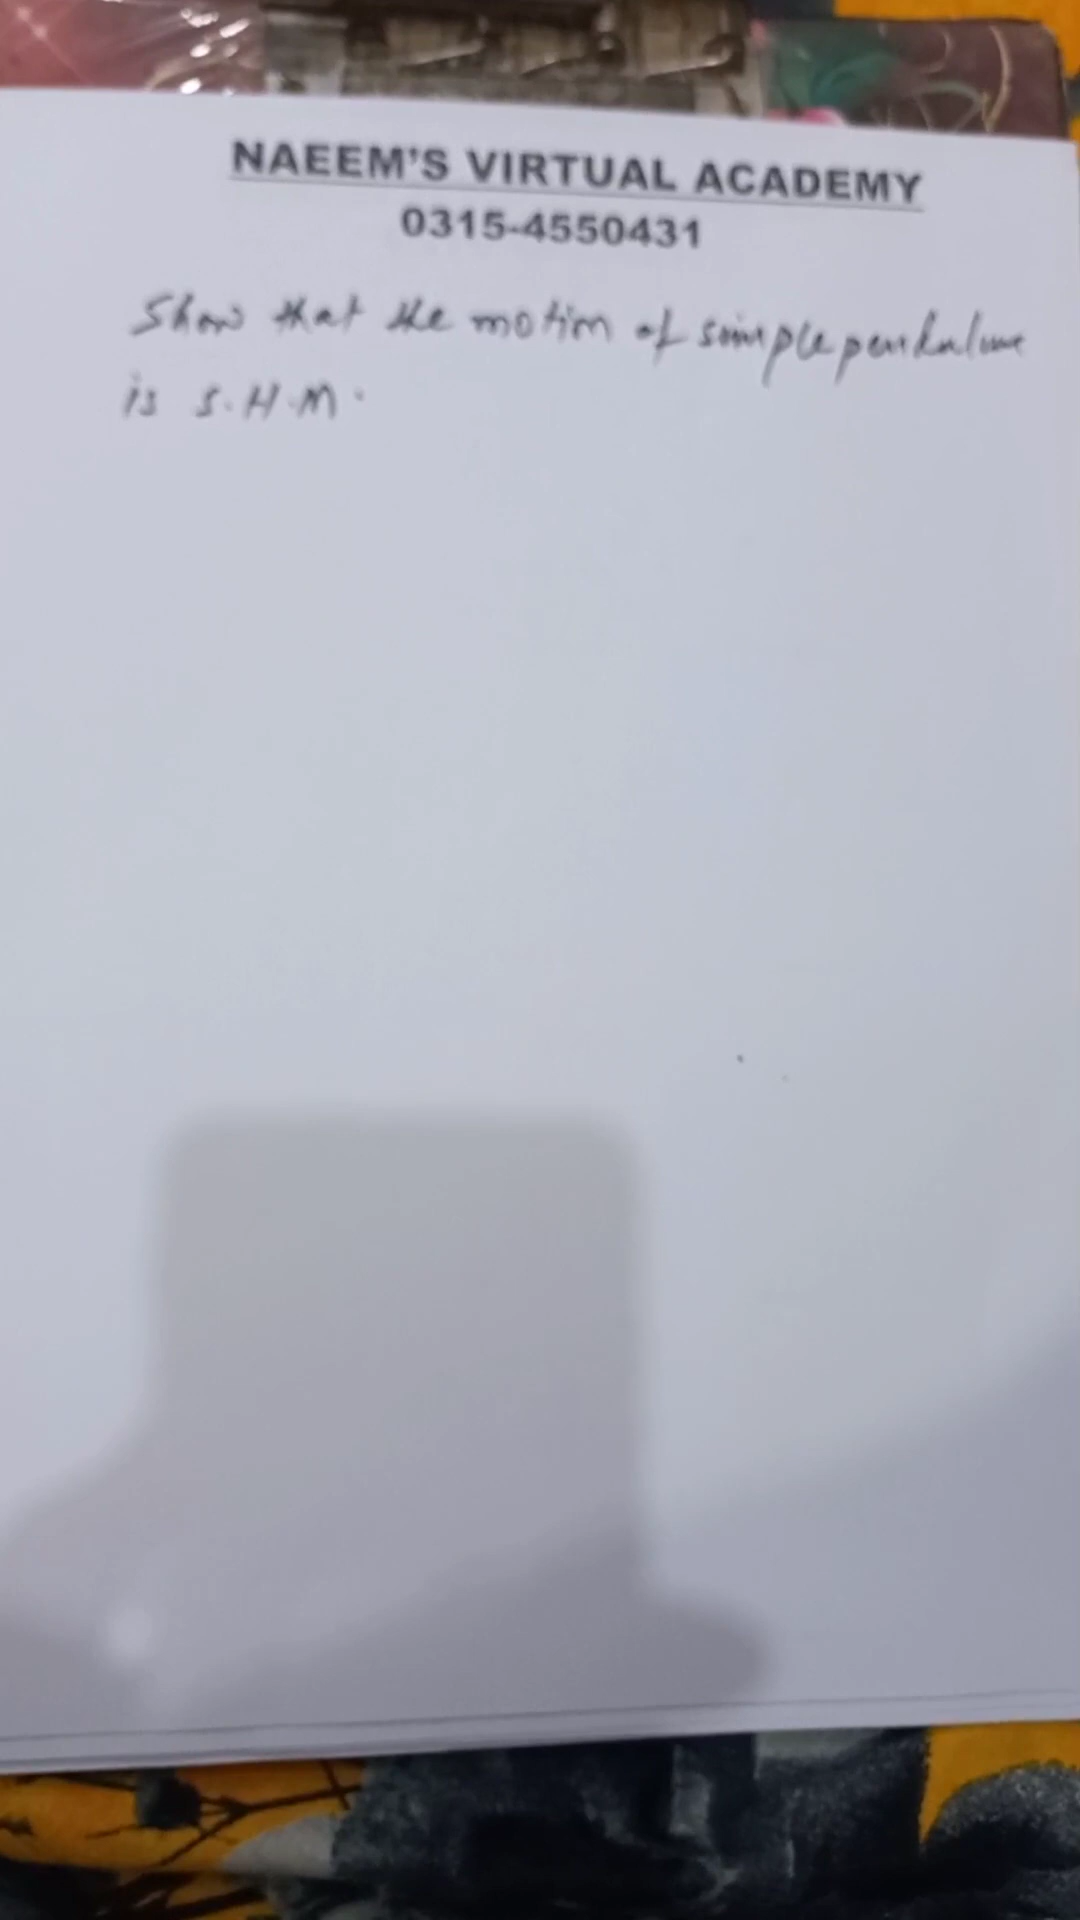 NAEEM'S VIRTUAL ACADEMY
0315-4550431
Show that the motion of simple pendulum
is S.H.M.